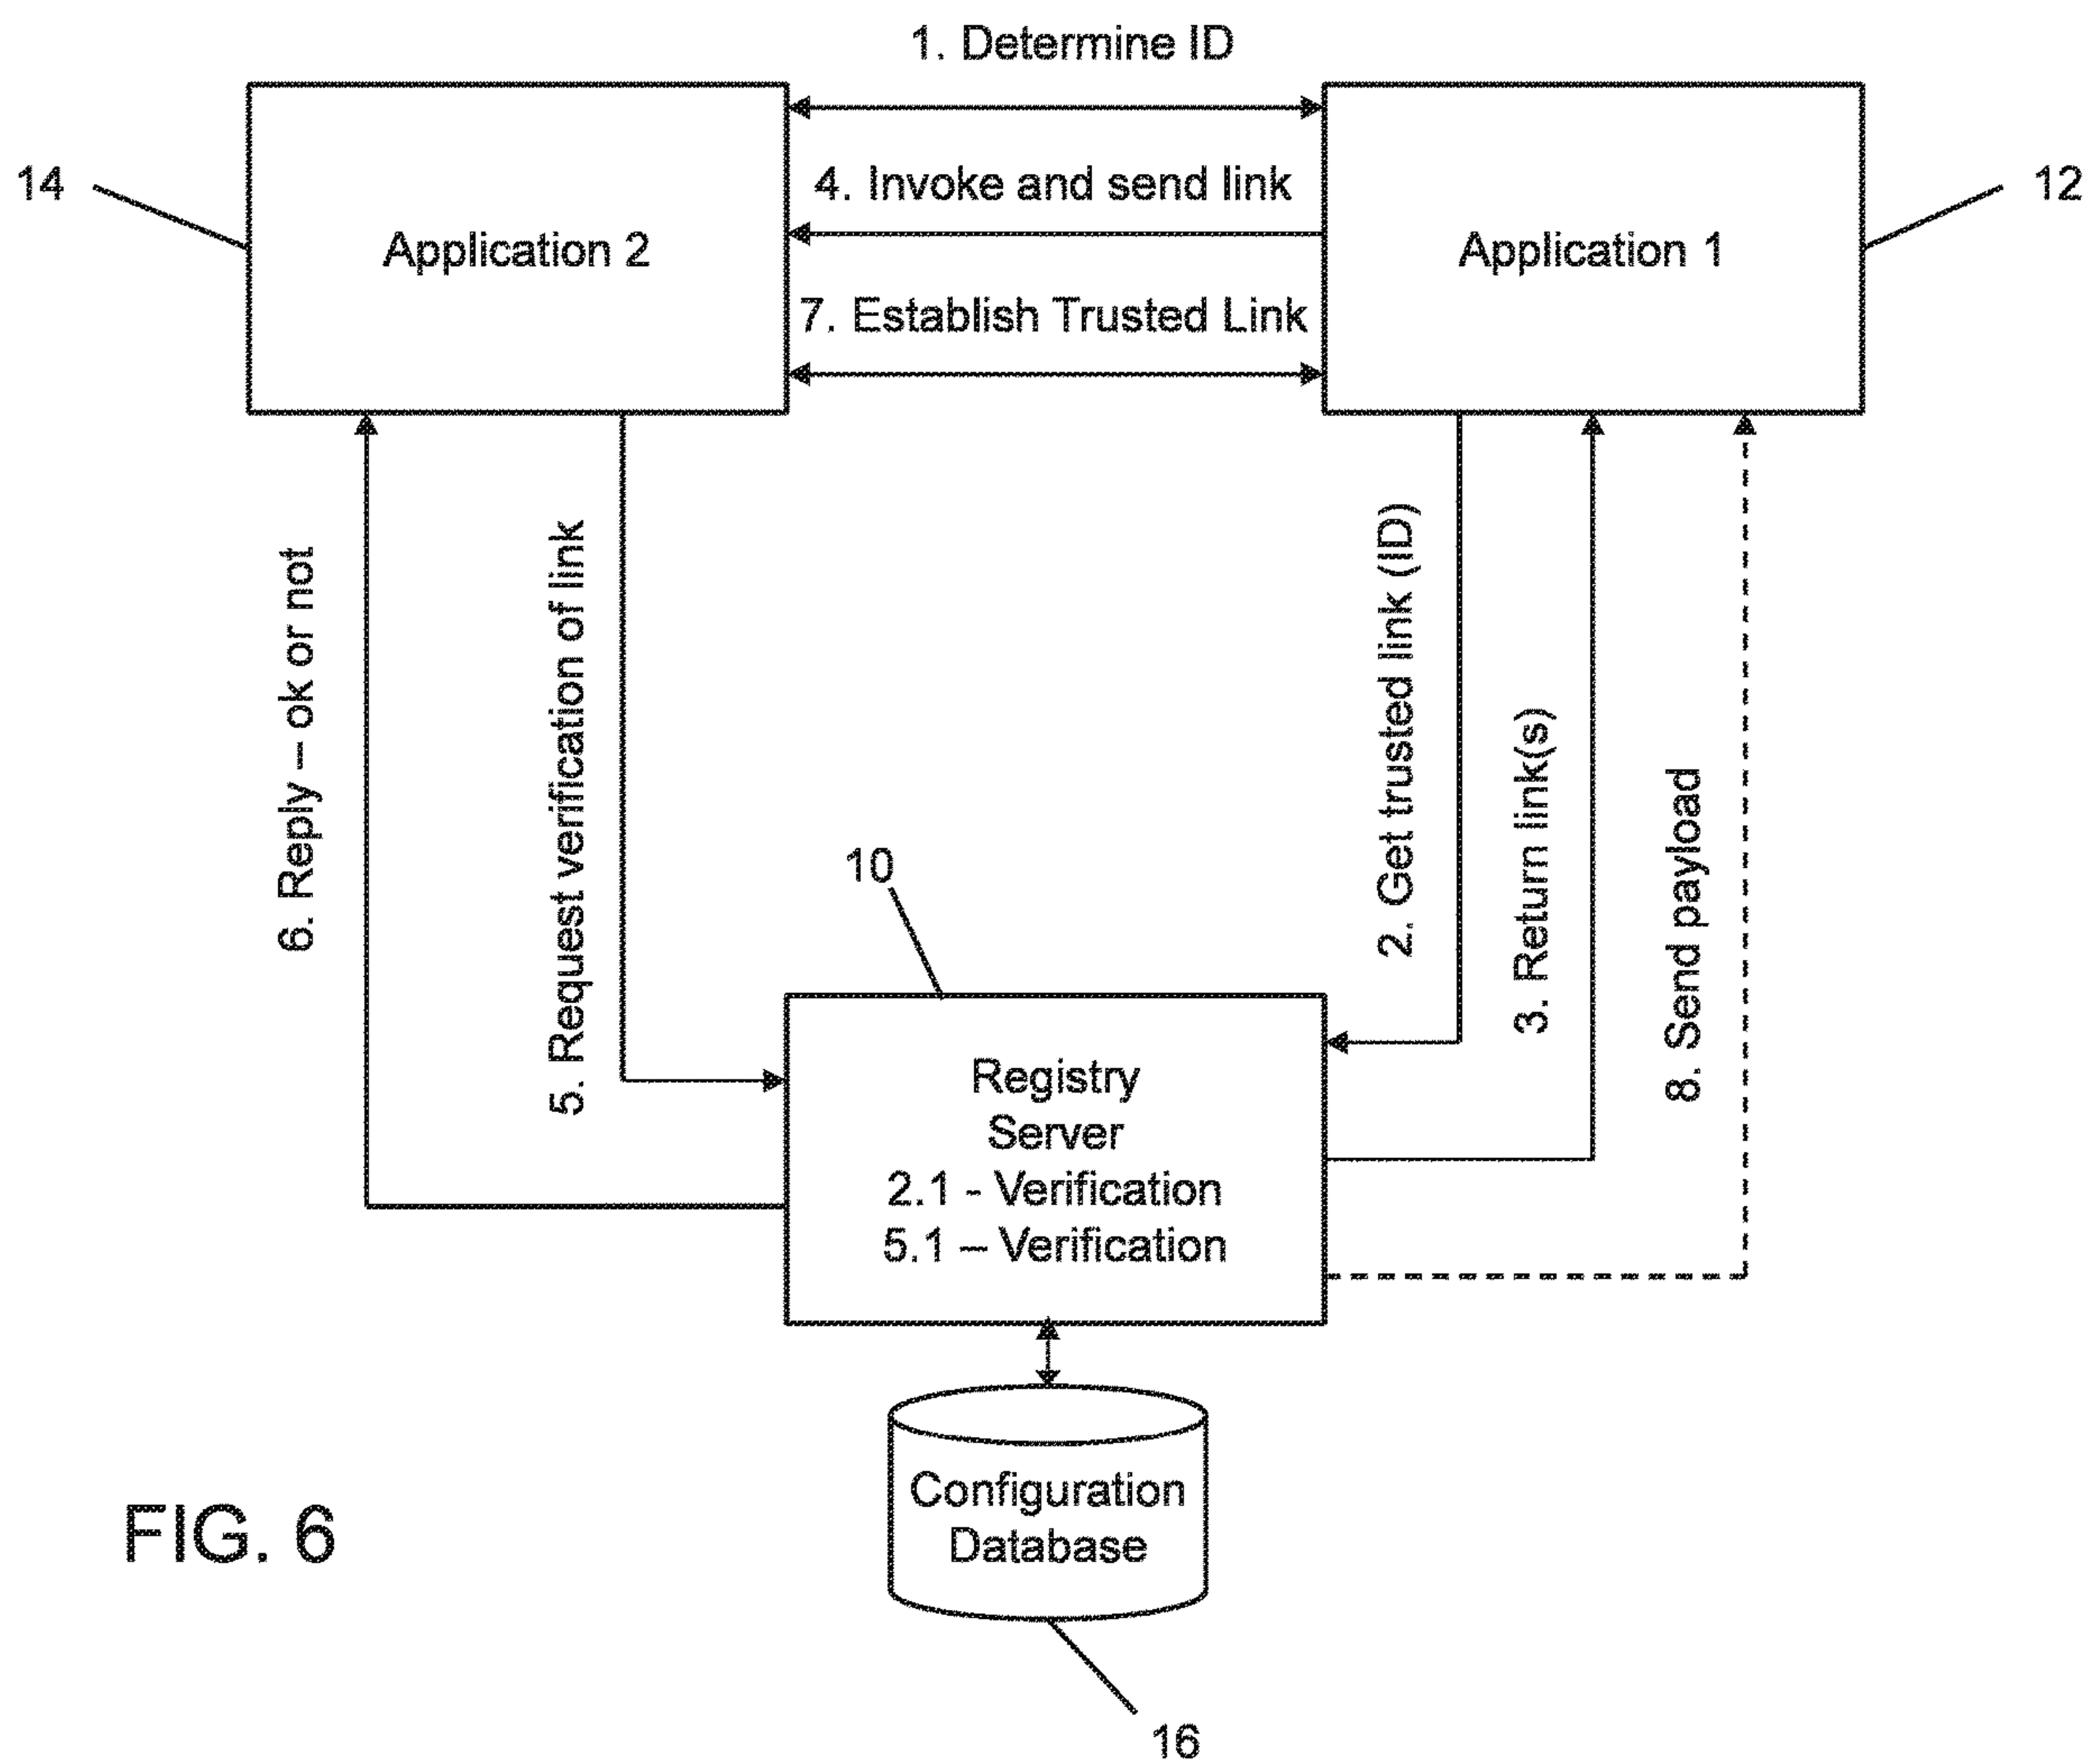 1. Determine ID
14
Application 2
4. Invoke and send link
7. Establish Trusted Link
Application 1
12
6. Reply – ok or not
5. Request verification of link
2. Get trusted link (ID)
3. Return link(s)
8. Send payload
10
Registry
Server
2.1 - Verification
5.1 – Verification
Configuration
Database
16
FIG. 6